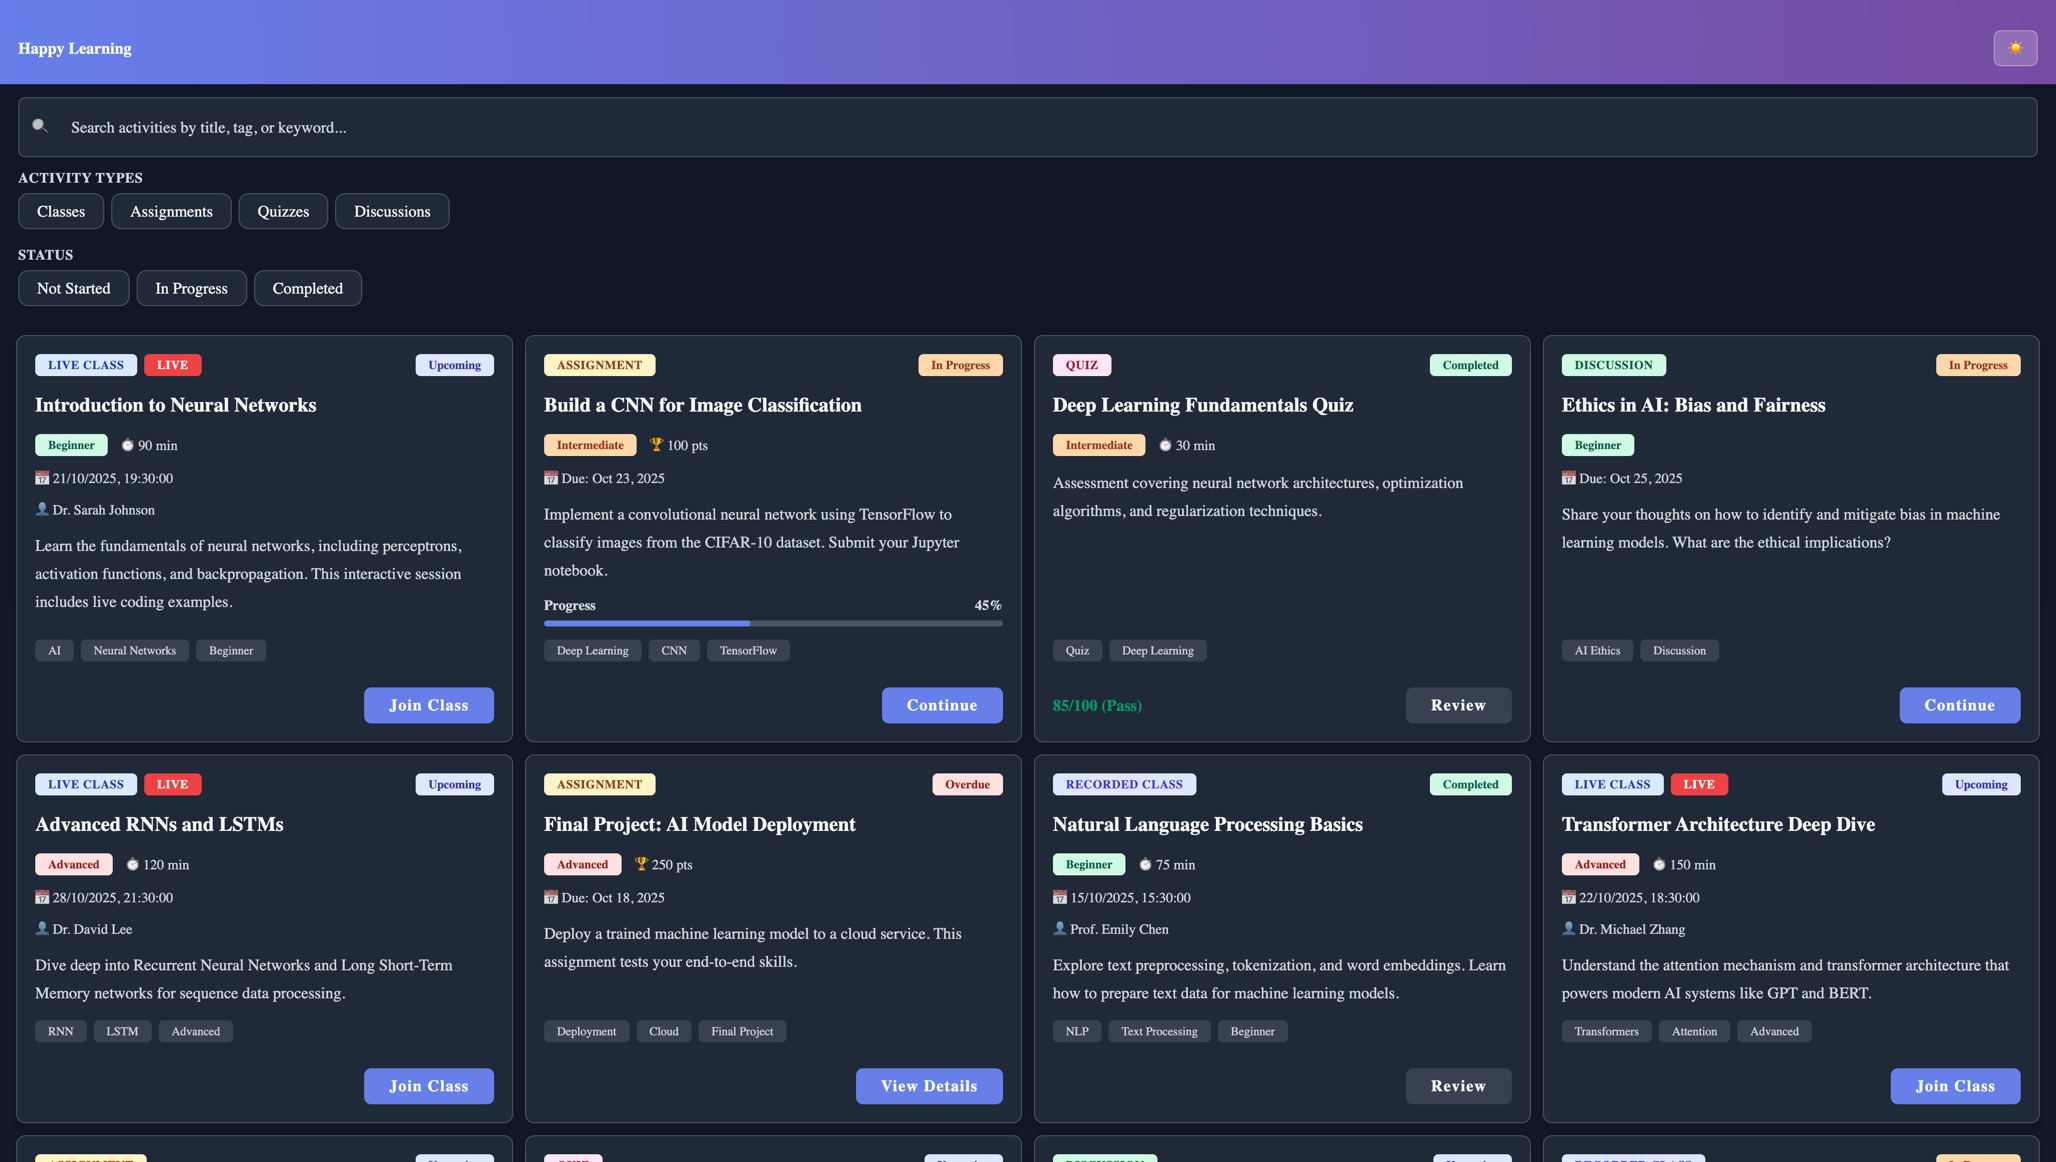 Happy Learning
Search activities by title, tag, or keyword...
ACTIVITY TYPES
Classes Assignments Quizzes Discussions
STATUS
Not Started In Progress Completed
LIVE CLASS LIVE Upcoming
Introduction to Neural Networks
Beginner 90 min
21/10/2025, 19:30:00
Dr. Sarah Johnson
Learn the fundamentals of neural networks, including perceptrons,
activation functions, and backpropagation. This interactive session
includes live coding examples.
AI Neural Networks Beginner
Join Class
ASSIGNMENT In Progress
Build a CNN for Image Classification
Intermediate 100 pts
Due: Oct 23, 2025
Implement a convolutional neural network using TensorFlow to
classify images from the CIFAR-10 dataset. Submit your Jupyter
notebook.
Progress 45%
Deep Learning CNN TensorFlow
Continue
QUIZ Completed
Deep Learning Fundamentals Quiz
Intermediate 30 min
Assessment covering neural network architectures, optimization
algorithms, and regularization techniques.
Quiz Deep Learning
85/100 (Pass) Review
DISCUSSION In Progress
Ethics in AI: Bias and Fairness
Beginner
Due: Oct 25, 2025
Share your thoughts on how to identify and mitigate bias in machine
learning models. What are the ethical implications?
AI Ethics Discussion
Continue
LIVE CLASS LIVE Upcoming
Advanced RNNs and LSTMs
Advanced 120 min
28/10/2025, 21:30:00
Dr. David Lee
Dive deep into Recurrent Neural Networks and Long Short-Term
Memory networks for sequence data processing.
RNN LSTM Advanced
Join Class
ASSIGNMENT Overdue
Final Project: AI Model Deployment
Advanced 250 pts
Due: Oct 18, 2025
Deploy a trained machine learning model to a cloud service. This
assignment tests your end-to-end skills.
Deployment Cloud Final Project
View Details
RECORDED CLASS Completed
Natural Language Processing Basics
Beginner 75 min
15/10/2025, 15:30:00
Prof. Emily Chen
Explore text preprocessing, tokenization, and word embeddings. Learn
how to prepare text data for machine learning models.
NLP Text Processing Beginner
Review
LIVE CLASS LIVE Upcoming
Transformer Architecture Deep Dive
Advanced 150 min
22/10/2025, 18:30:00
Dr. Michael Zhang
Understand the attention mechanism and transformer architecture that
powers modern AI systems like GPT and BERT.
Transformers Attention Advanced
Join Class